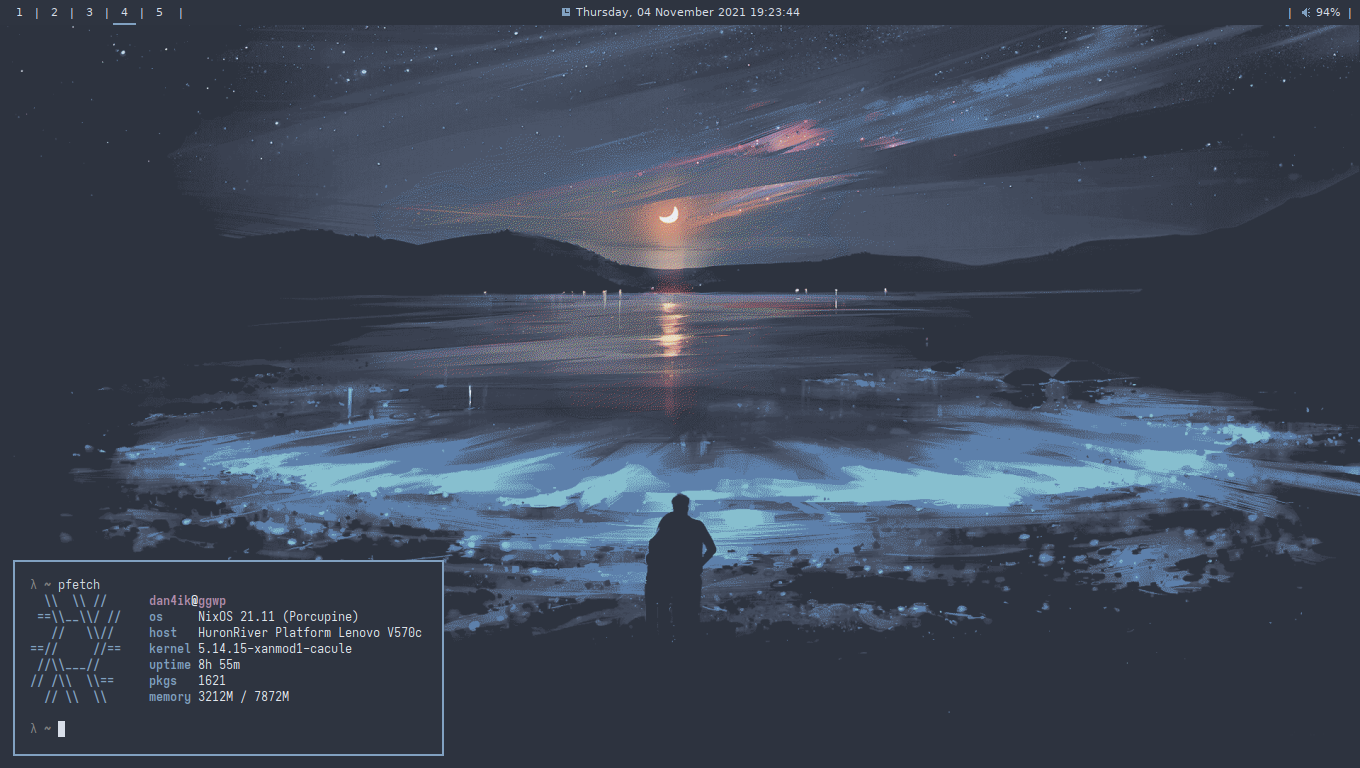 1 | 2 | 3 | 4 | 5 |
Thursday, 04 November 2021 19:23:44
| 94% |
λ ~ pfetch
  \\  \\ //      dan4ik@ggwp
 ==\\__\\/ //    os     NixOS 21.11 (Porcupine)
   //   \\//     host   HuronRiver Platform Lenovo V570c
==//     //==    kernel 5.14.15-xanmod1-cacule
 //\\___//       uptime 8h 55m
// /\\  \\==     pkgs   1621
  // \\  \\      memory 3212M / 7872M
λ ~